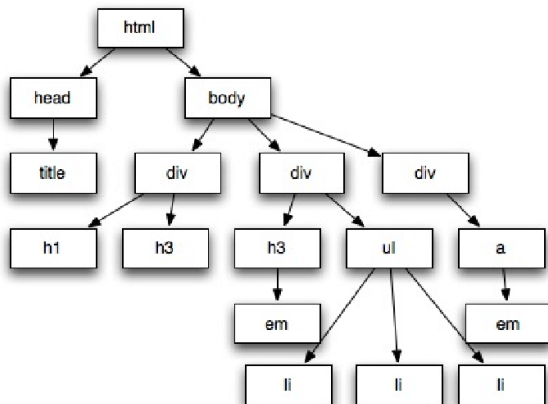 html
head body
title div div div
h1 h3 h3 ul a
em em
li li li